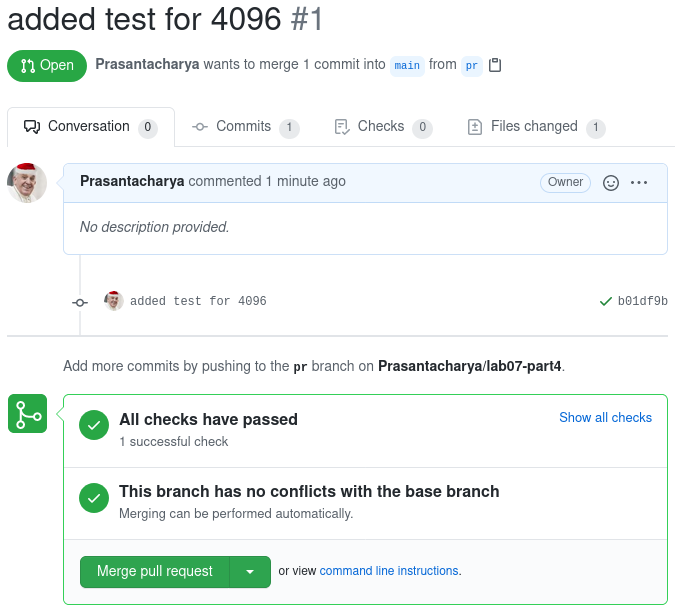 added test for 4096 #1
Open Prasantacharya wants to merge 1 commit into main from pr
Conversation 0 Commits 1 Checks 0 Files changed 1
Prasantacharya commented 1 minute ago Owner
No description provided.
added test for 4096 b01df9b
Add more commits by pushing to the pr branch on Prasantacharya/lab07-part4.
All checks have passed Show all checks
1 successful check
This branch has no conflicts with the base branch
Merging can be performed automatically.
Merge pull request or view command line instructions.